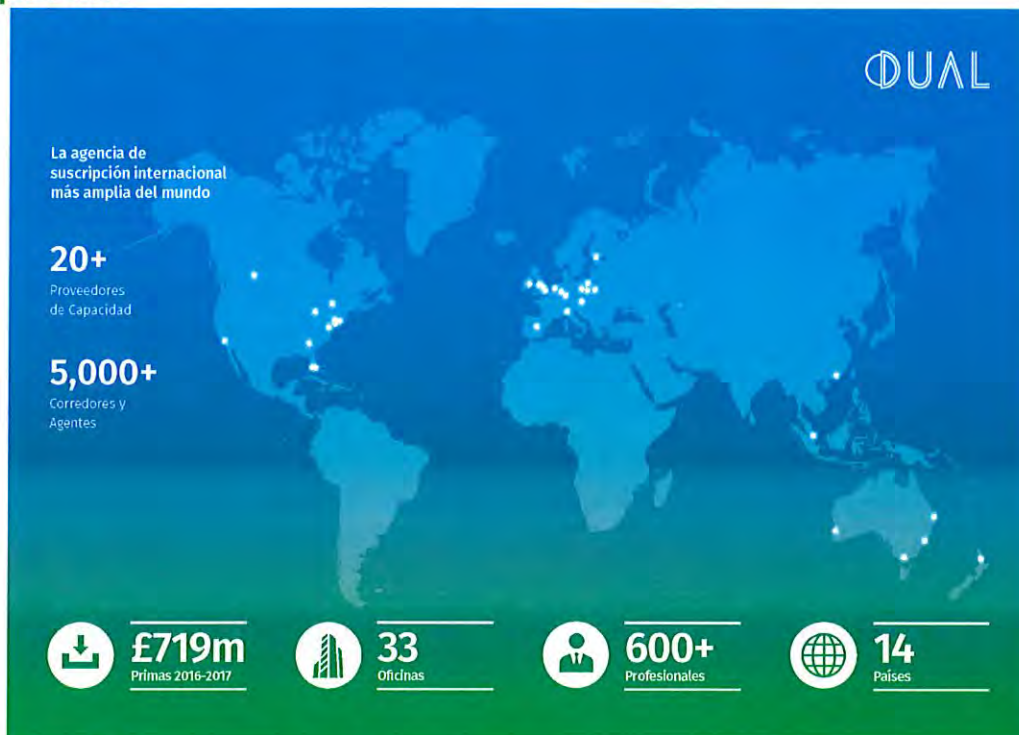 DUAL
La agencia de
suscripción internacional
más amplia del mundo
20+
Proveedores
de Capacidad
5,000+
Corredores y
Agentes
£719m
Primas 2016-2017
33
Oficinas
600+
Profesionales
14
Países